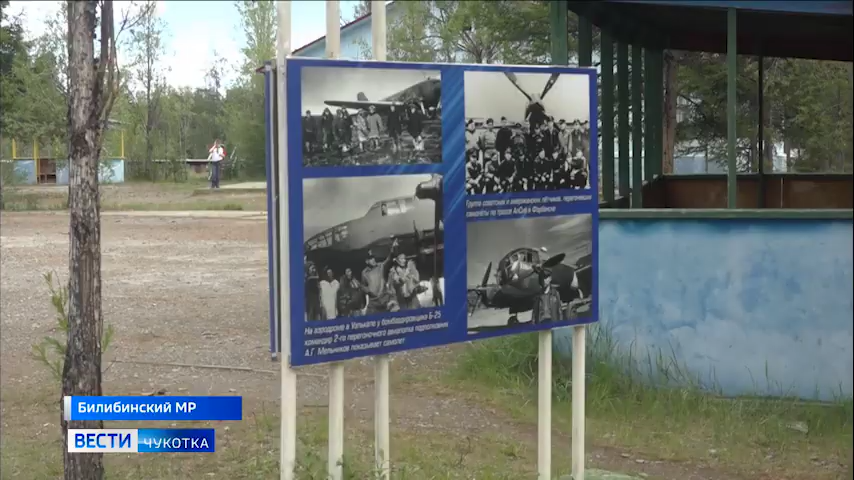 Группа советских и американских лётчиков, перегонявших
самолёты по трассе АлСиб в Фэрбенксе
На аэродроме в Уэлькале у бомбардировщика Б-25
командир 2-го перегоночного авиаполка подполковник
А.Г. Мельников показывает самолёт
Билибинский МР
ВЕСТИ ЧУКОТКА